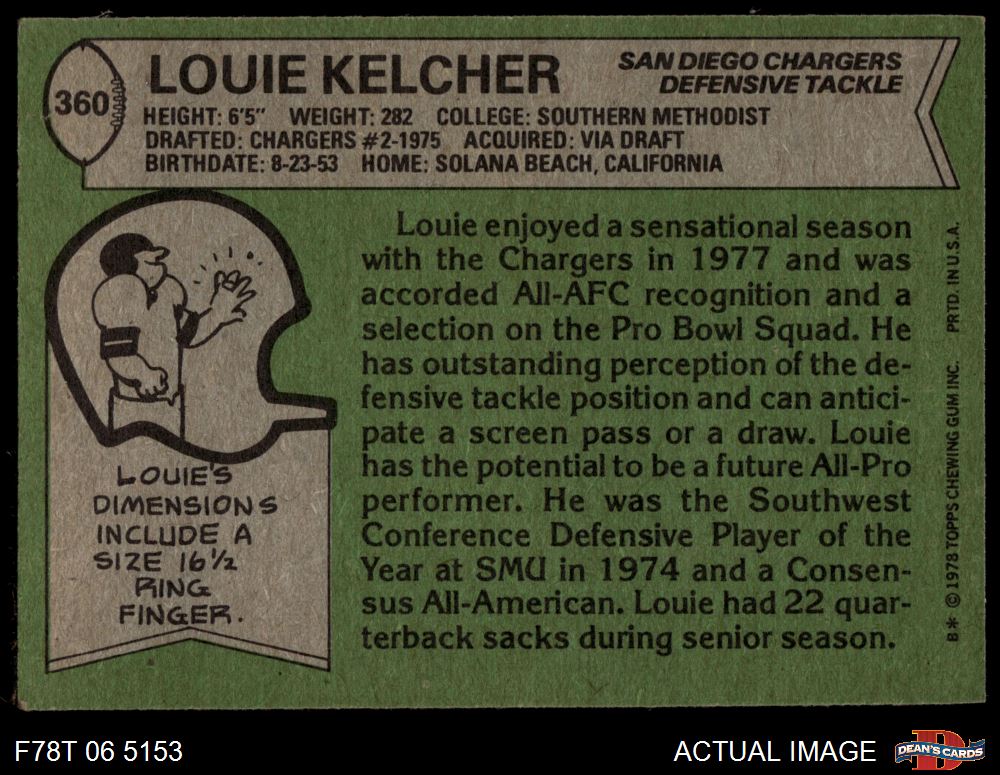 360
LOUIE KELCHER
SAN DIEGO CHARGERS
DEFENSIVE TACKLE
HEIGHT: 6'5" WEIGHT: 282 COLLEGE: SOUTHERN METHODIST
DRAFTED: CHARGERS #2-1975 ACQUIRED: VIA DRAFT
BIRTHDATE: 8-23-53 HOME: SOLANA BEACH, CALIFORNIA
LOUIE'S
DIMENSIONS
INCLUDE A
SIZE 16½
RING
FINGER.
Louie enjoyed a sensational season
with the Chargers in 1977 and was
accorded All-AFC recognition and a
selection on the Pro Bowl Squad. He
has outstanding perception of the de-
fensive tackle position and can antici-
pate a screen pass or a draw. Louie
has the potential to be a future All-Pro
performer. He was the Southwest
Conference Defensive Player of the
Year at SMU in 1974 and a Consen-
sus All-American. Louie had 22 quar-
terback sacks during senior season.
B* © 1978 TOPPS CHEWING GUM INC. PRTD. IN U.S.A.
F78T 06 5153
ACTUAL IMAGE
D
DEAN'S CARDS